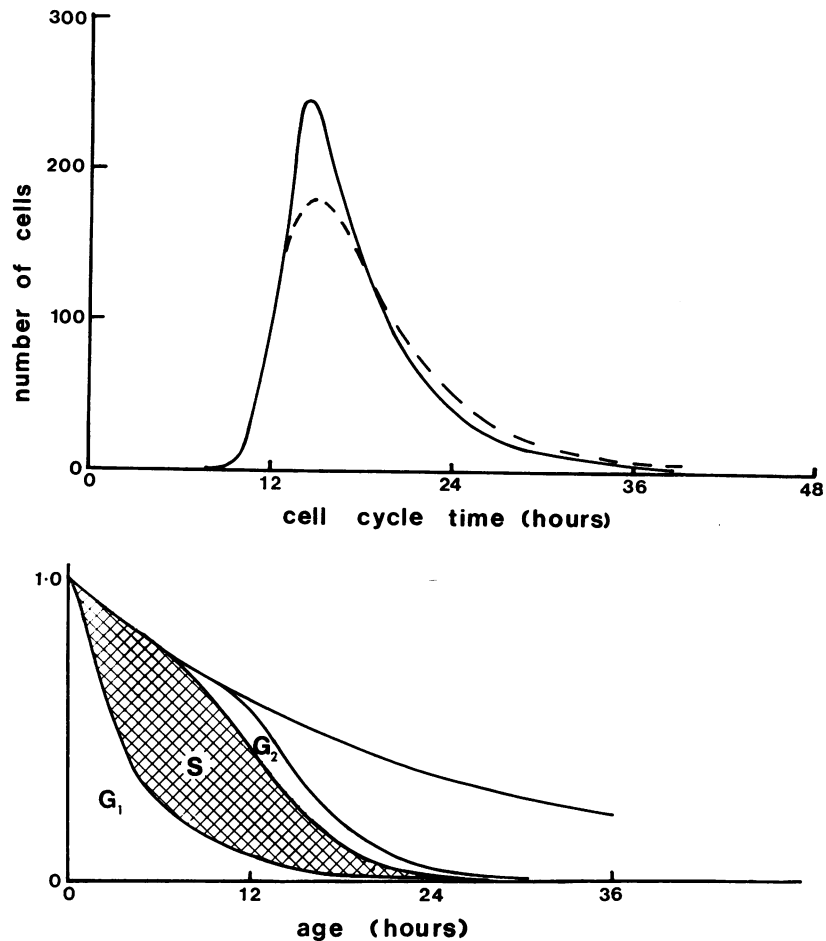 300
200
100
0
number of cells
0 12 24 36 48
cell cycle time (hours)
1·0
G₂
S
G₁
0
0 12 24 36
age (hours)